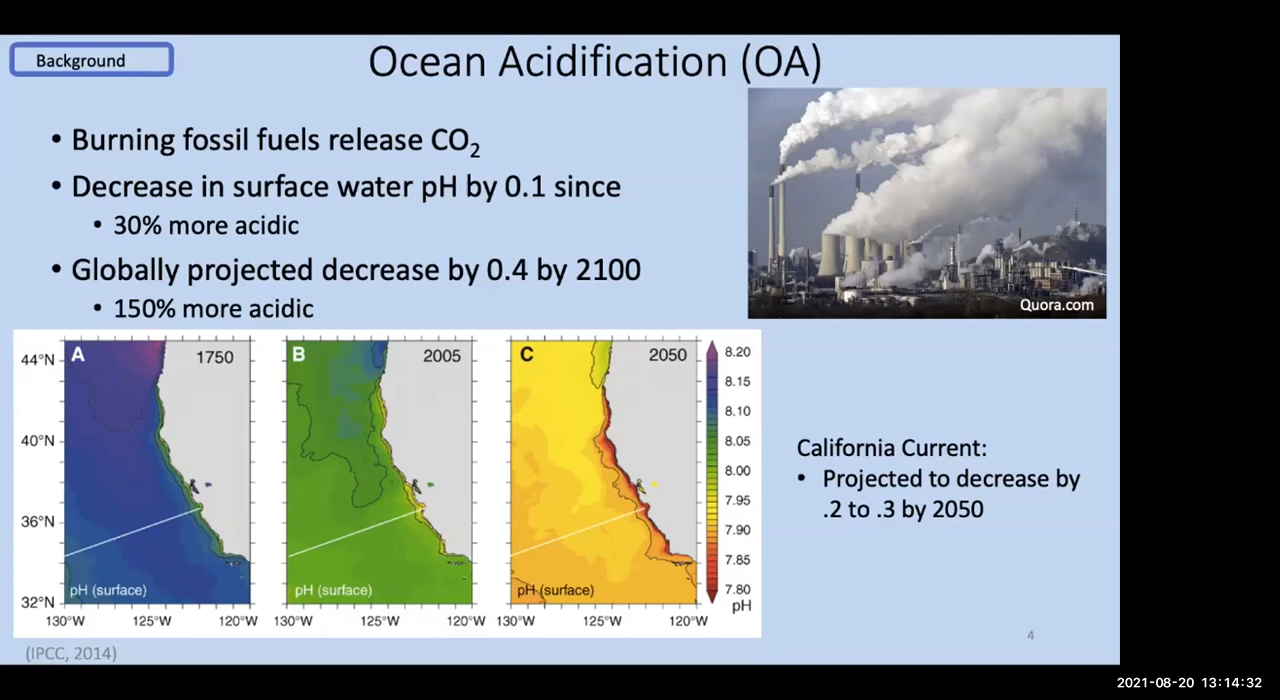 Background
Ocean Acidification (OA)
• Burning fossil fuels release CO₂
• Decrease in surface water pH by 0.1 since
• 30% more acidic
• Globally projected decrease by 0.4 by 2100
• 150% more acidic
Quora.com
A 1750
B 2005
C 2050
44°N
40°N
36°N
32°N
pH (surface)
pH (surface)
pH (surface)
130°W 125°W 120°W
130°W 125°W 120°W
130°W 125°W 120°W
8.20
8.15
8.10
8.05
8.00
7.95
7.90
7.85
7.80
pH
California Current:
• Projected to decrease by
.2 to .3 by 2050
4
(IPCC, 2014)
2021-08-20 13:14:32